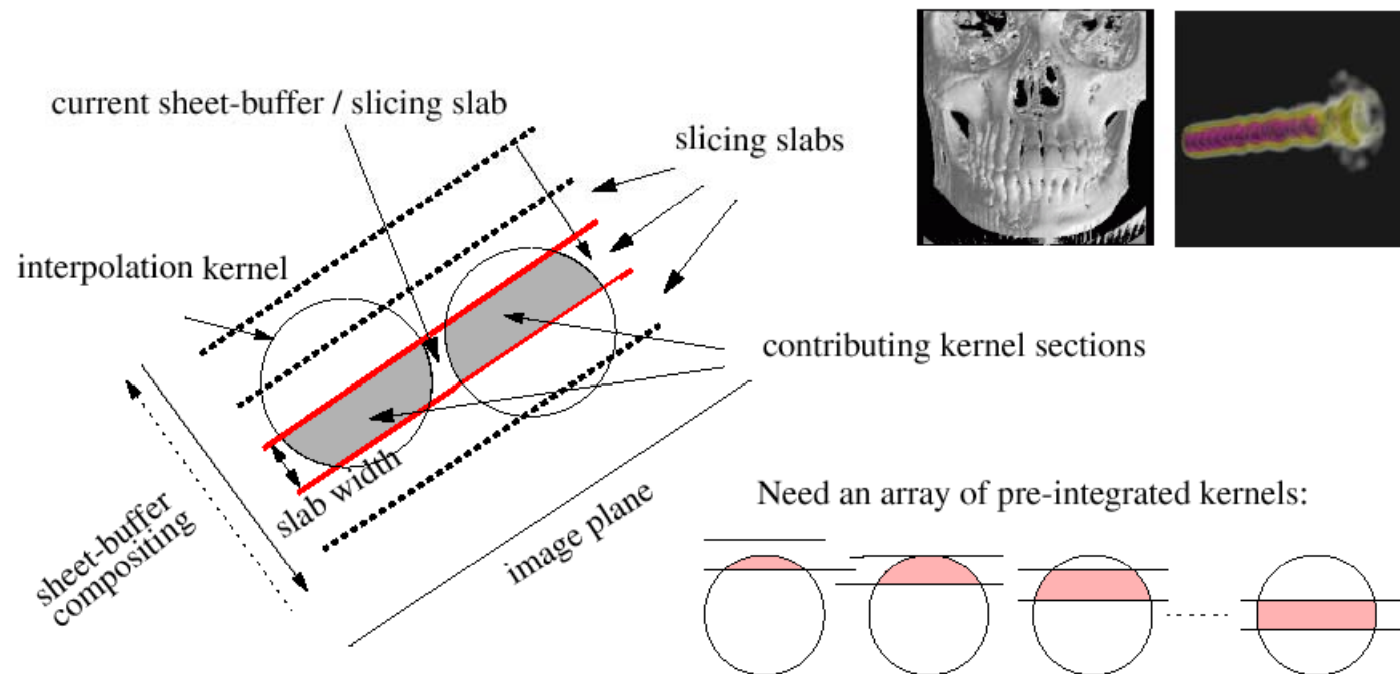 current sheet-buffer / slicing slab
slicing slabs
interpolation kernel
contributing kernel sections
slab width
sheet-buffer
compositing
image plane
Need an array of pre-integrated kernels: